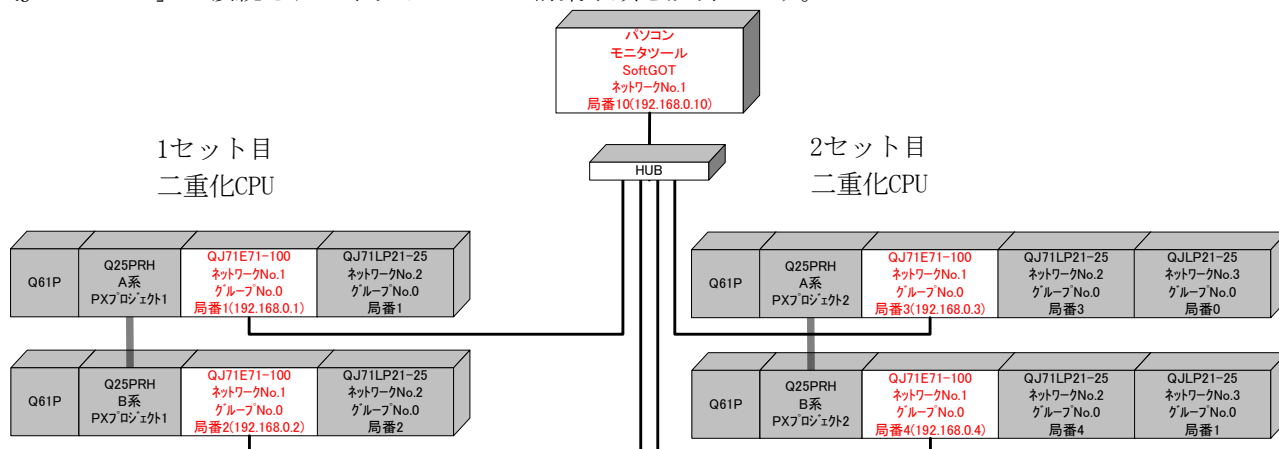 パソコン
モニタツール
SoftGOT
ネットワークNo.1
局番10(192.168.0.10)
HUB
1セット目
二重化CPU
2セット目
二重化CPU
Q61P
Q25PRH
A系
PXプロジェクト1
QJ71E71-100
ネットワークNo.1
グループNo.0
局番1(192.168.0.1)
QJ71LP21-25
ネットワークNo.2
グループNo.0
局番1
Q61P
Q25PRH
A系
PXプロジェクト2
QJ71E71-100
ネットワークNo.1
グループNo.0
局番3(192.168.0.3)
QJ71LP21-25
ネットワークNo.2
グループNo.0
局番3
QJLP21-25
ネットワークNo.3
グループNo.0
局番0
Q61P
Q25PRH
B系
PXプロジェクト1
QJ71E71-100
ネットワークNo.1
グループNo.0
局番2(192.168.0.2)
QJ71LP21-25
ネットワークNo.2
グループNo.0
局番2
Q61P
Q25PRH
B系
PXプロジェクト2
QJ71E71-100
ネットワークNo.1
グループNo.0
局番4(192.168.0.4)
QJ71LP21-25
ネットワークNo.2
グループNo.0
局番4
QJLP21-25
ネットワークNo.3
グループNo.0
局番1